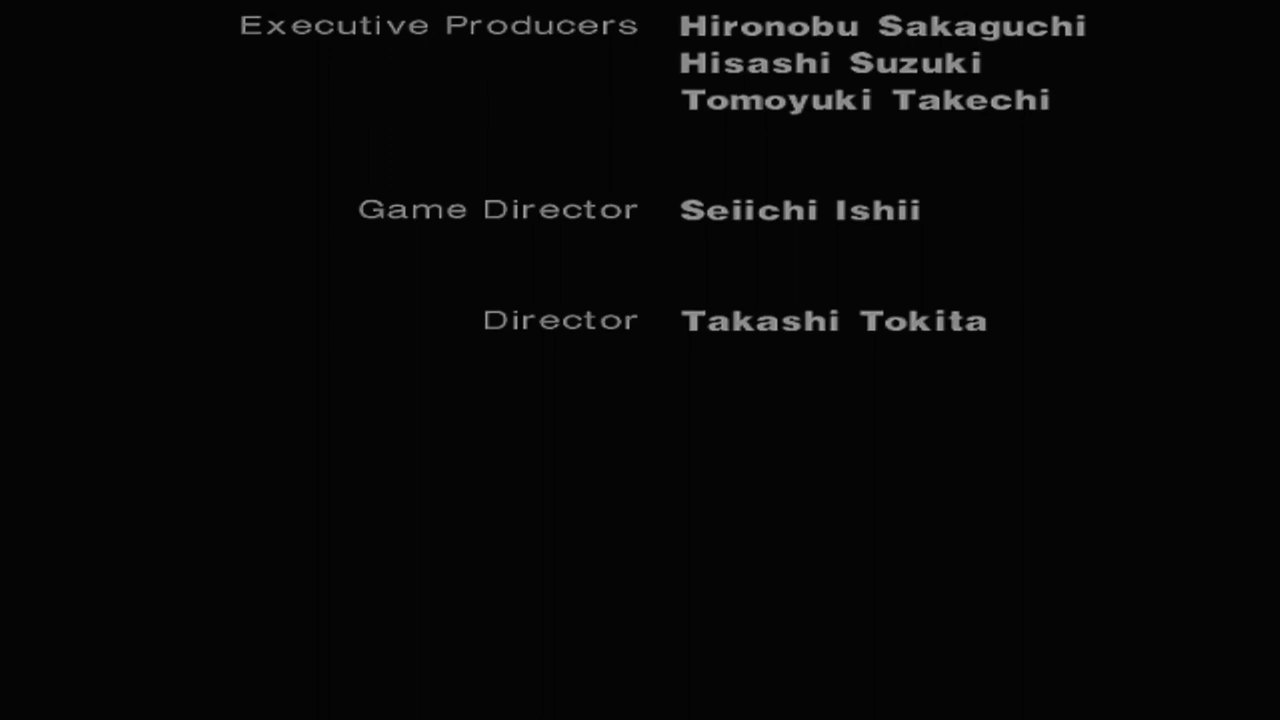 Executive Producers Hironobu Sakaguchi
Hisashi Suzuki
Tomoyuki Takechi
Game Director Seiichi Ishii
Director Takashi Tokita